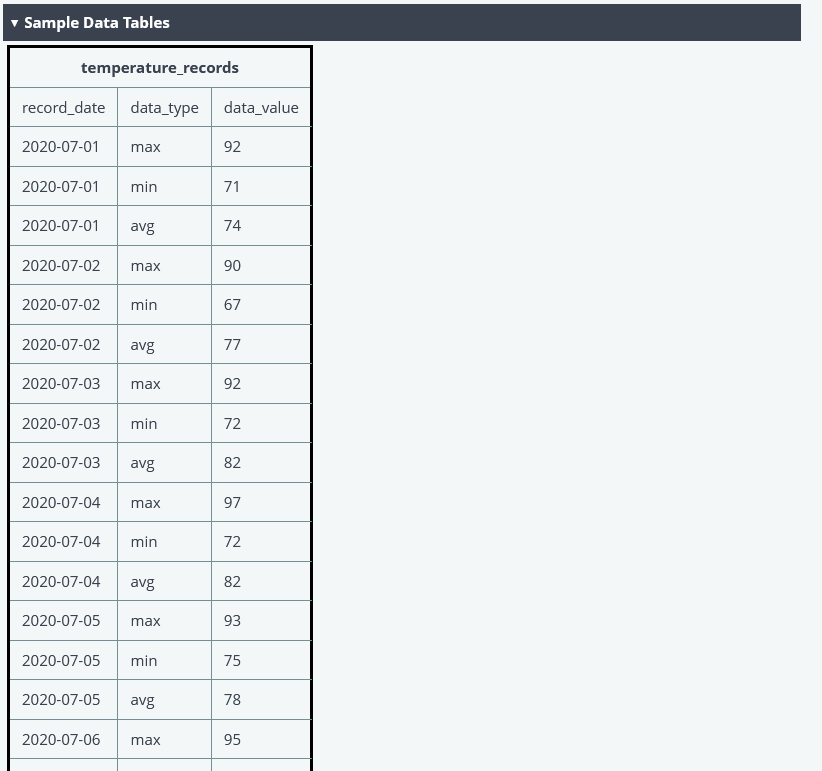 ▼ Sample Data Tables
temperature_records
record_date data_type data_value
2020-07-01 max 92
2020-07-01 min 71
2020-07-01 avg 74
2020-07-02 max 90
2020-07-02 min 67
2020-07-02 avg 77
2020-07-03 max 92
2020-07-03 min 72
2020-07-03 avg 82
2020-07-04 max 97
2020-07-04 min 72
2020-07-04 avg 82
2020-07-05 max 93
2020-07-05 min 75
2020-07-05 avg 78
2020-07-06 max 95